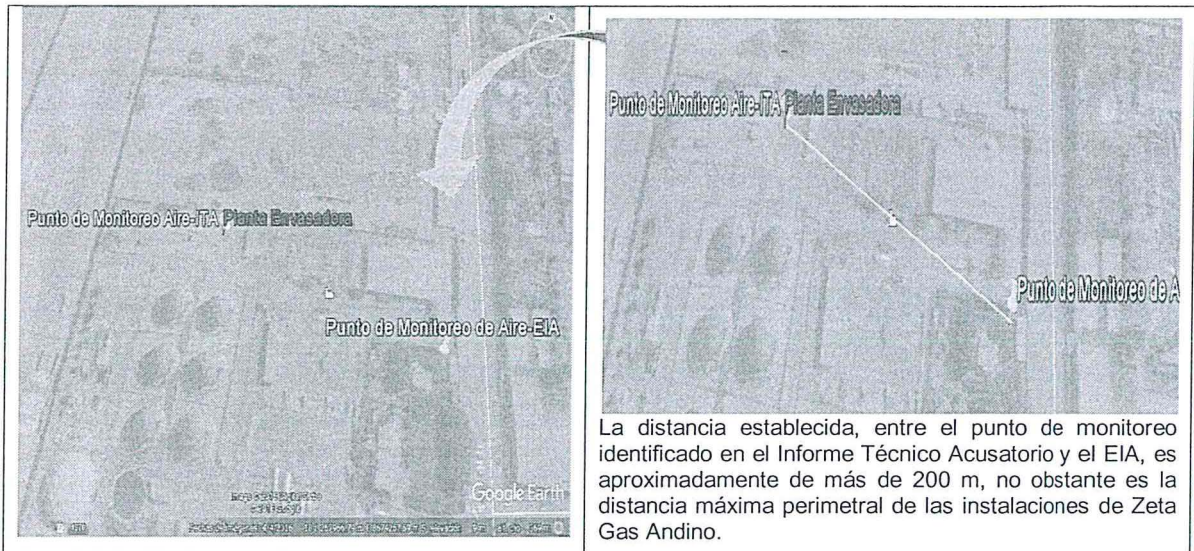 Punto de Monitoreo Aire-ITA Planta Envasadora
Punto de Monitoreo de Aire-EIA
Google Earth
Punto de Monitoreo Aire-ITA Planta Envasadora
Punto de Monitoreo de A
La distancia establecida, entre el punto de monitoreo
identificado en el Informe Técnico Acusatorio y el EIA, es
aproximadamente de más de 200 m, no obstante es la
distancia máxima perimetral de las instalaciones de Zeta
Gas Andino.